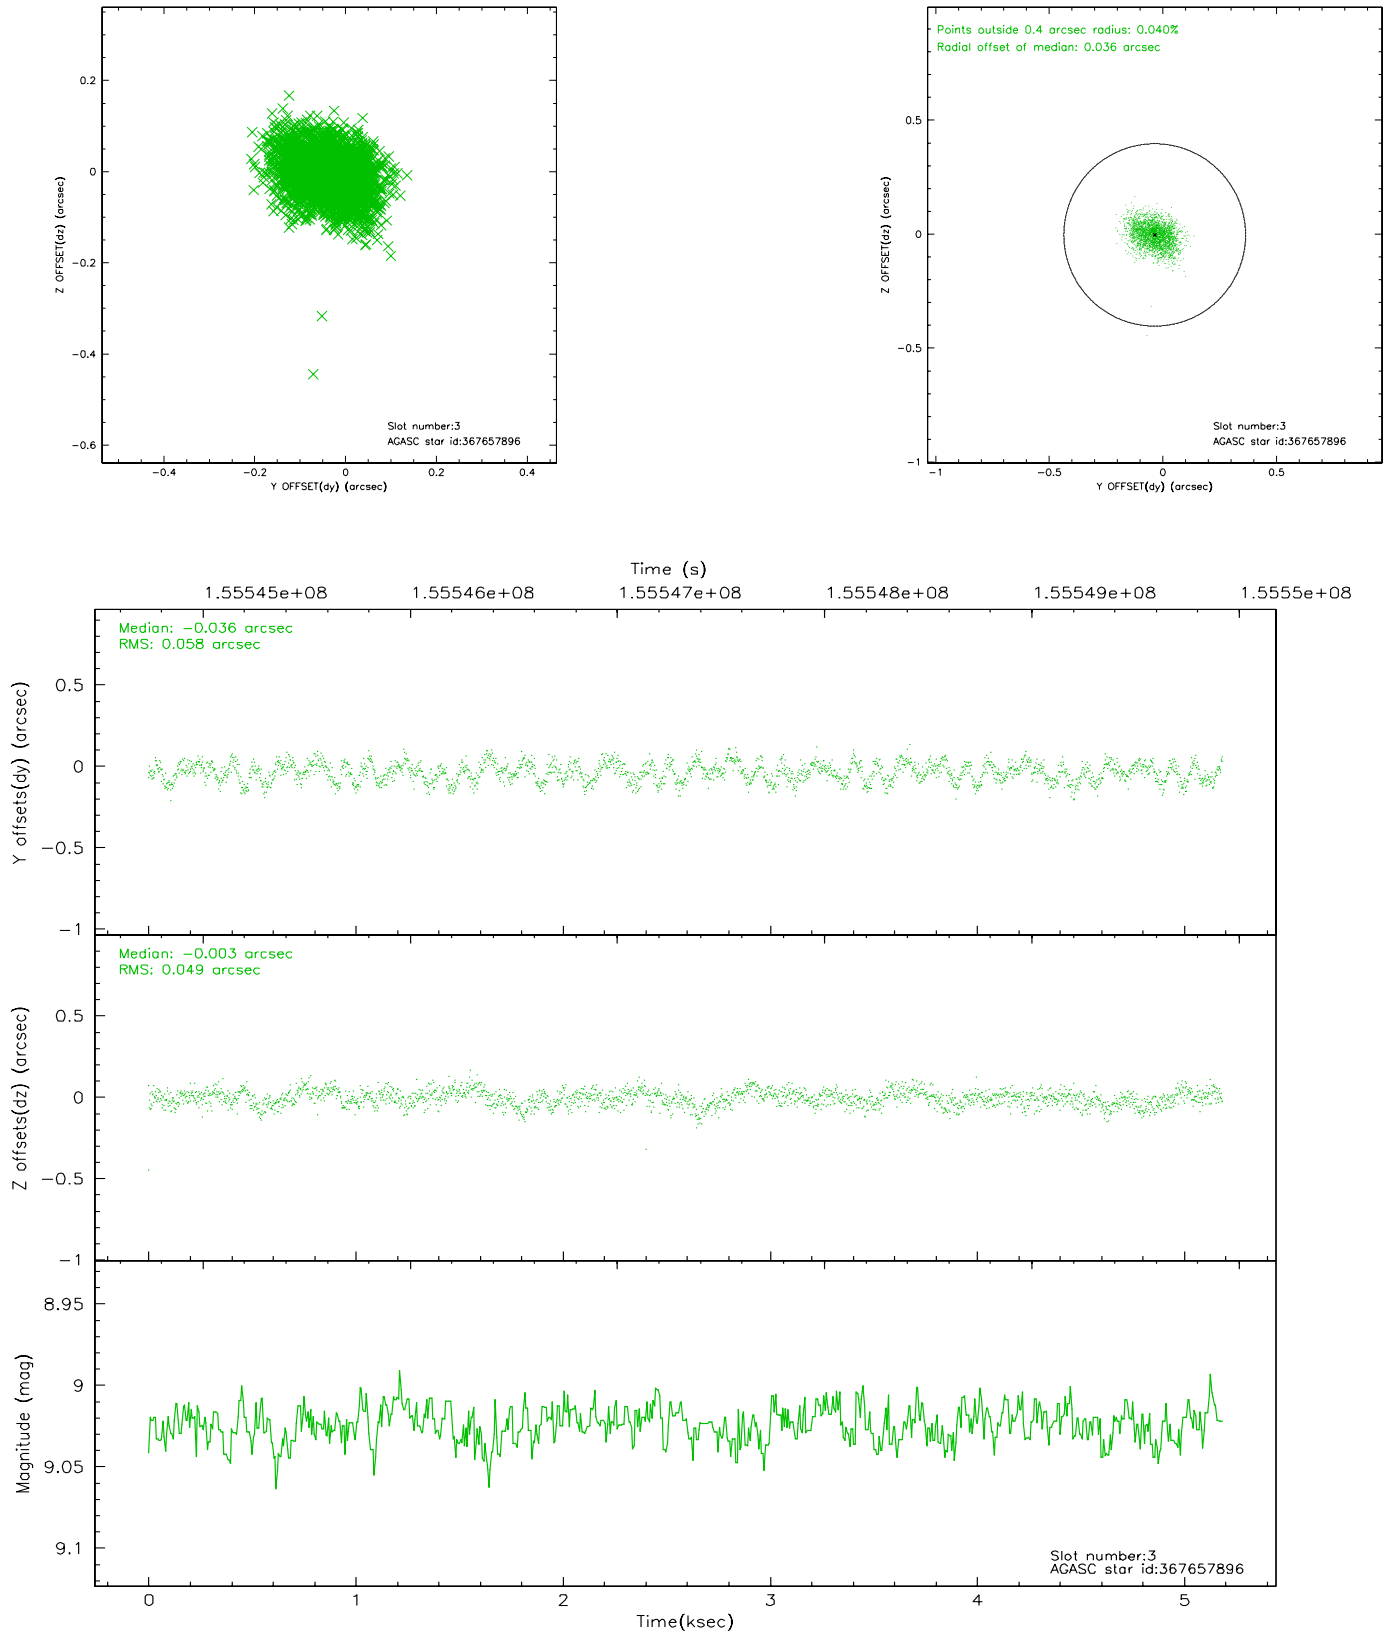 0.2
0
−0.2
−0.4
−0.6
Z OFFSET(dz) (arcsec)
Slot number:3
AGASC star id:367657896
−0.4
−0.2
0
0.2
0.4
Y OFFSET(dy) (arcsec)
Points outside 0.4 arcsec radius: 0.040%
Radial offset of median: 0.036 arcsec
0.5
0
−0.5
−1
Z OFFSET(dz) (arcsec)
Slot number:3
AGASC star id:367657896
−1
−0.5
0
0.5
Y OFFSET(dy) (arcsec)
Time (s)
1.55545e+08
1.55546e+08
1.55547e+08
1.55548e+08
1.55549e+08
1.5555e+08
Median: −0.036 arcsec
RMS: 0.058 arcsec
0.5
0
−0.5
−1
Y offsets(dy) (arcsec)
Median: −0.003 arcsec
RMS: 0.049 arcsec
0.5
0
−0.5
−1
Z offsets(dz) (arcsec)
8.95
9
9.05
9.1
Magnitude (mag)
Slot number:3
AGASC star id:367657896
0
1
2
3
4
5
Time(ksec)